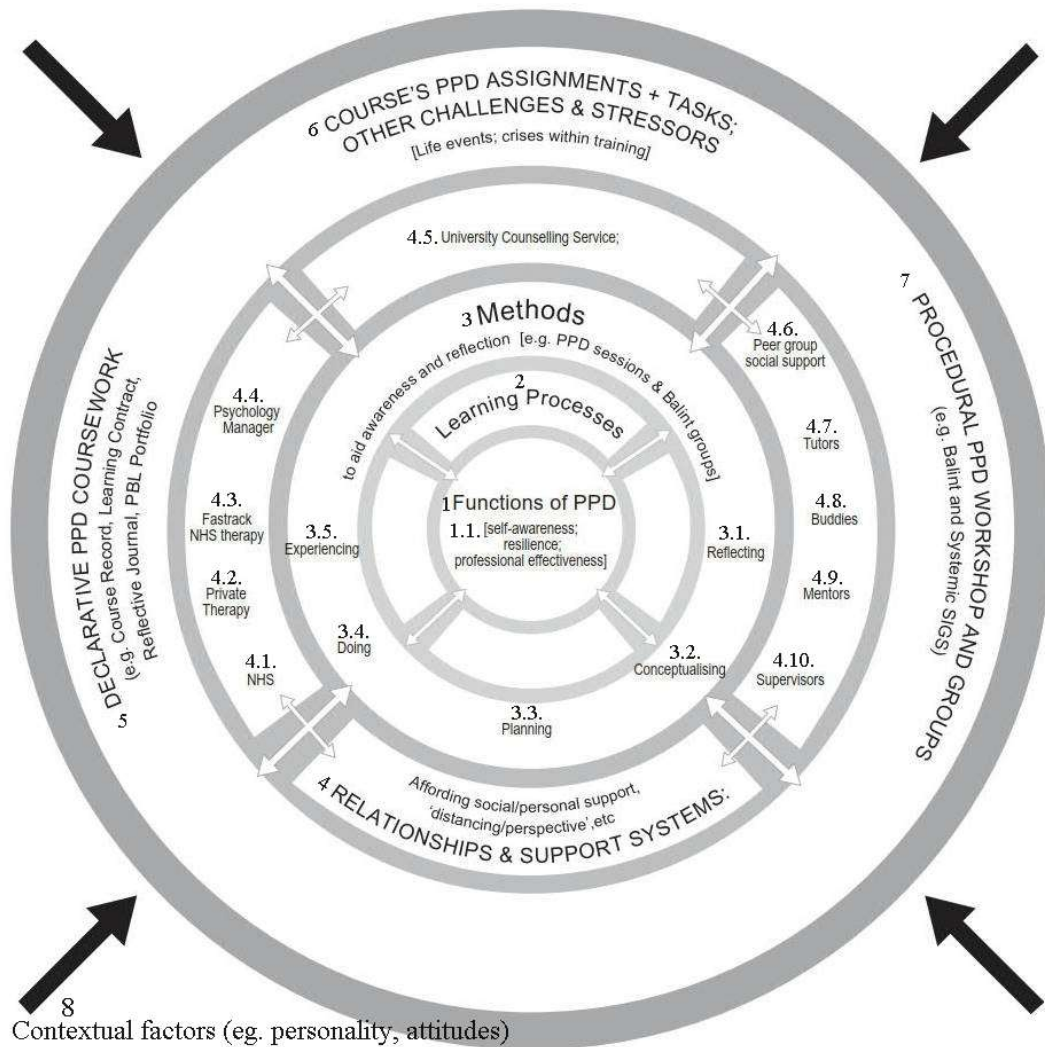 6 COURSE'S PPD ASSIGNMENTS + TASKS;
OTHER CHALLENGES & STRESSORS
[Life events; crises within training]
4.5. University Counselling Service;
7 PROCEDURAL PPD WORKSHOP AND GROUPS
(e.g. Balint and Systemic SIGS)
3 Methods
to aid awareness and reflection [e.g. PPD sessions & Balint groups]
2
Learning Processes
1 Functions of PPD
1.1. [self-awareness;
resilience;
professional effectiveness]
3.1.
Reflecting
3.2.
Conceptualising
3.3.
Planning
3.4.
Doing
3.5.
Experiencing
4.6.
Peer group
social support
4.7.
Tutors
4.8.
Buddies
4.9.
Mentors
4.10.
Supervisors
4.4.
Psychology
Manager
4.3.
Fastrack
NHS therapy
4.2.
Private
Therapy
4.1.
NHS
Affording social/personal support,
'distancing/perspective',etc
4 RELATIONSHIPS & SUPPORT SYSTEMS:
5 DECLARATIVE PPD COURSEWORK
(e.g. Course Record, Learning Contract,
Reflective Journal, PBL Portfolio
8
Contextual factors (eg. personality, attitudes)